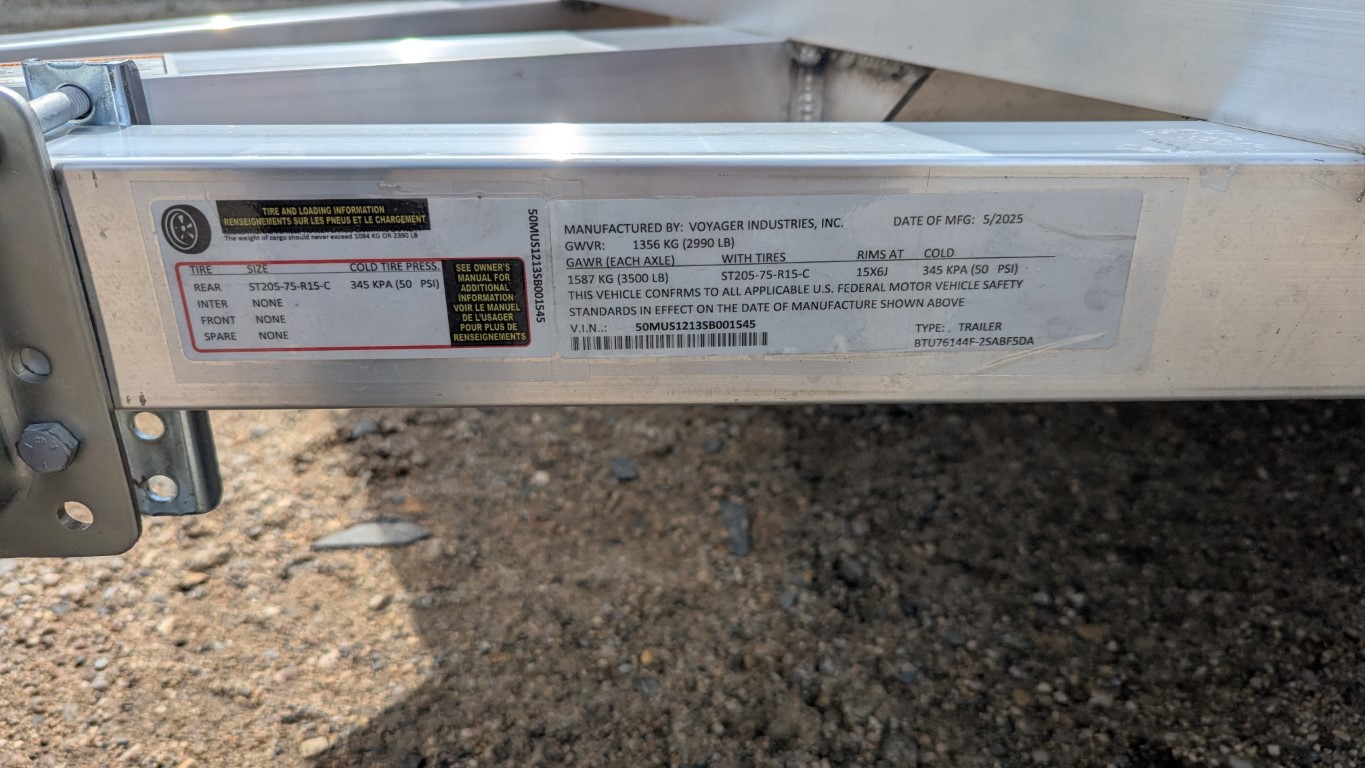 TIRE AND LOADING INFORMATION
RENSEIGNEMENTS SUR LES PNEUS ET LE CHARGEMENT
The weight of cargo should never exceed 1084 KG OR 2390 LB
TIRE SIZE COLD TIRE PRESS.
REAR ST205-75-R15-C 345 KPA (50 PSI)
INTER NONE
FRONT NONE
SPARE NONE
SEE OWNER'S
MANUAL FOR
ADDITIONAL
INFORMATION
VOIR LE MANUEL
DE L'USAGER
POUR PLUS DE
RENSEIGNEMENTS
50MUS1213SB001545
MANUFACTURED BY: VOYAGER INDUSTRIES, INC. DATE OF MFG: 5/2025
GWVR: 1356 KG (2990 LB)
GAWR (EACH AXLE) WITH TIRES RIMS AT COLD
1587 KG (3500 LB) ST205-75-R15-C 15X6J 345 KPA (50 PSI)
THIS VEHICLE CONFRMS TO ALL APPLICABLE U.S. FEDERAL MOTOR VEHICLE SAFETY
STANDARDS IN EFFECT ON THE DATE OF MANUFACTURE SHOWN ABOVE
V.I.N..: 50MUS1213SB001545 TYPE: TRAILER
BTU76144F-2SABF5DA